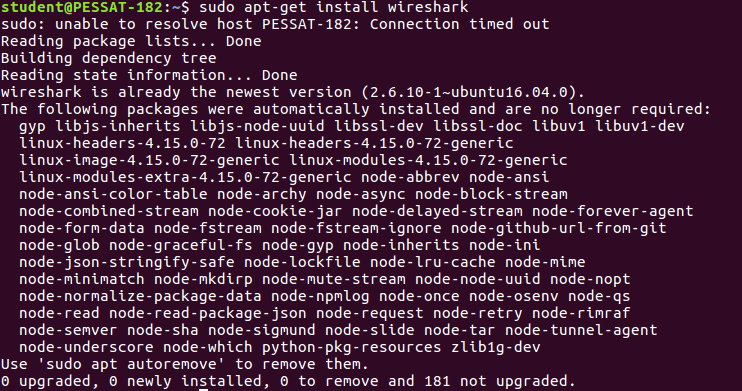 student@PESSAT-182:~$ sudo apt-get install wireshark
sudo: unable to resolve host PESSAT-182: Connection timed out
Reading package lists... Done
Building dependency tree
Reading state information... Done
wireshark is already the newest version (2.6.10-1~ubuntu16.04.0).
The following packages were automatically installed and are no longer required:
  gyp libjs-inherits libjs-node-uuid libssl-dev libssl-doc libuv1 libuv1-dev
  linux-headers-4.15.0-72 linux-headers-4.15.0-72-generic
  linux-image-4.15.0-72-generic linux-modules-4.15.0-72-generic
  linux-modules-extra-4.15.0-72-generic node-abbrev node-ansi
  node-ansi-color-table node-archy node-async node-block-stream
  node-combined-stream node-cookie-jar node-delayed-stream node-forever-agent
  node-form-data node-fstream node-fstream-ignore node-github-url-from-git
  node-glob node-graceful-fs node-gyp node-inherits node-ini
  node-json-stringify-safe node-lockfile node-lru-cache node-mime
  node-minimatch node-mkdirp node-mute-stream node-node-uuid node-nopt
  node-normalize-package-data node-npmlog node-once node-osenv node-qs
  node-read node-read-package-json node-request node-retry node-rimraf
  node-semver node-sha node-sigmund node-slide node-tar node-tunnel-agent
  node-underscore node-which python-pkg-resources zlib1g-dev
Use 'sudo apt autoremove' to remove them.
0 upgraded, 0 newly installed, 0 to remove and 181 not upgraded.